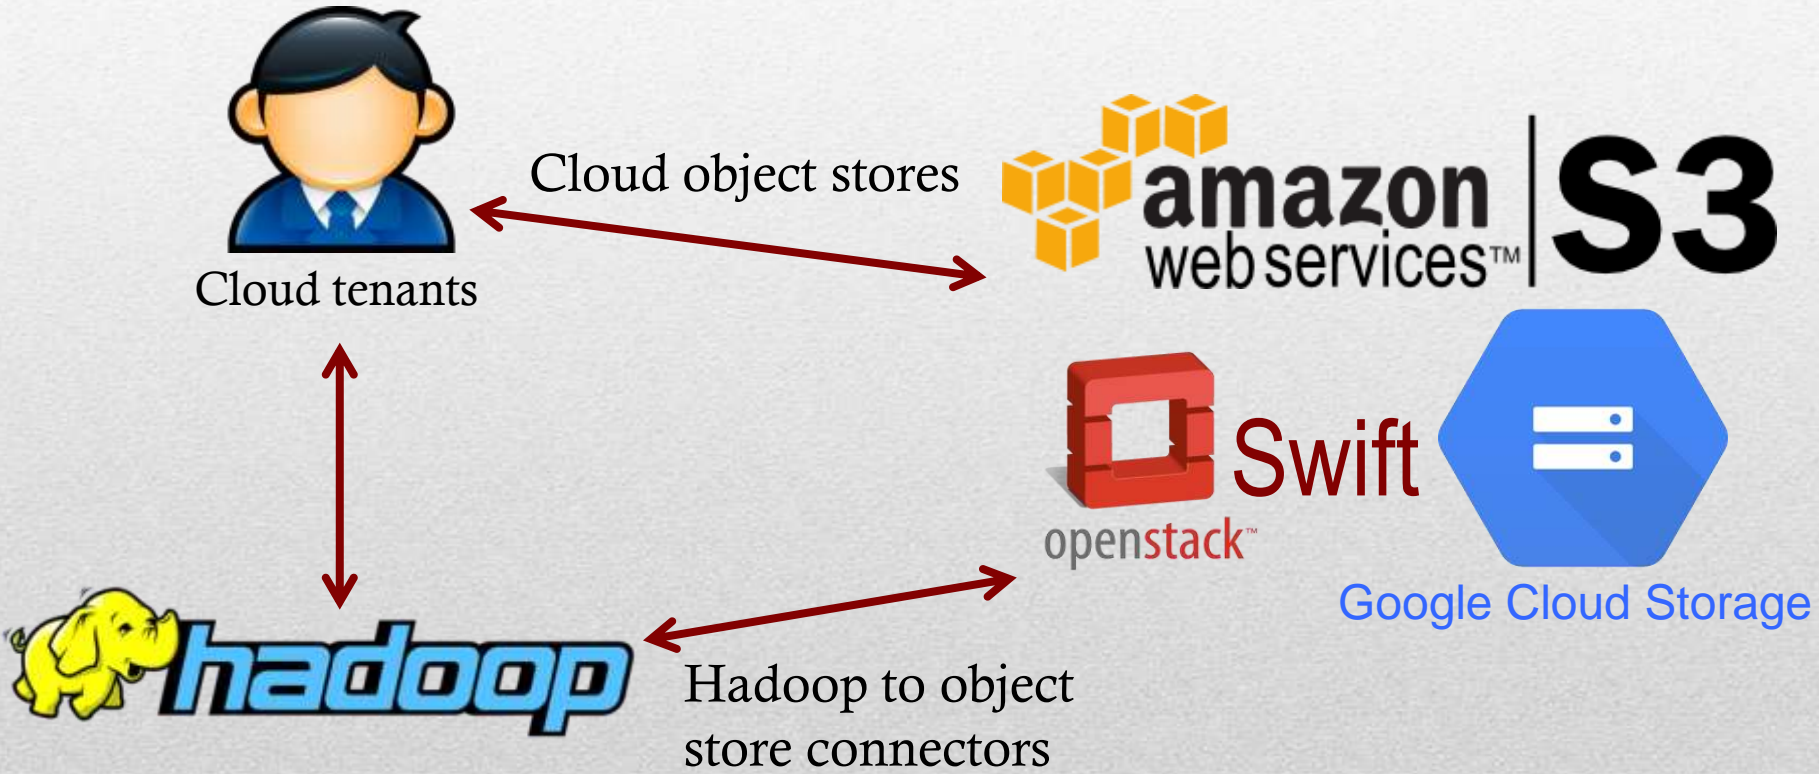 Cloud object stores
amazon
web services™
S3
Cloud tenants
Swift
openstack™
Google Cloud Storage
hadoop
Hadoop to object
store connectors